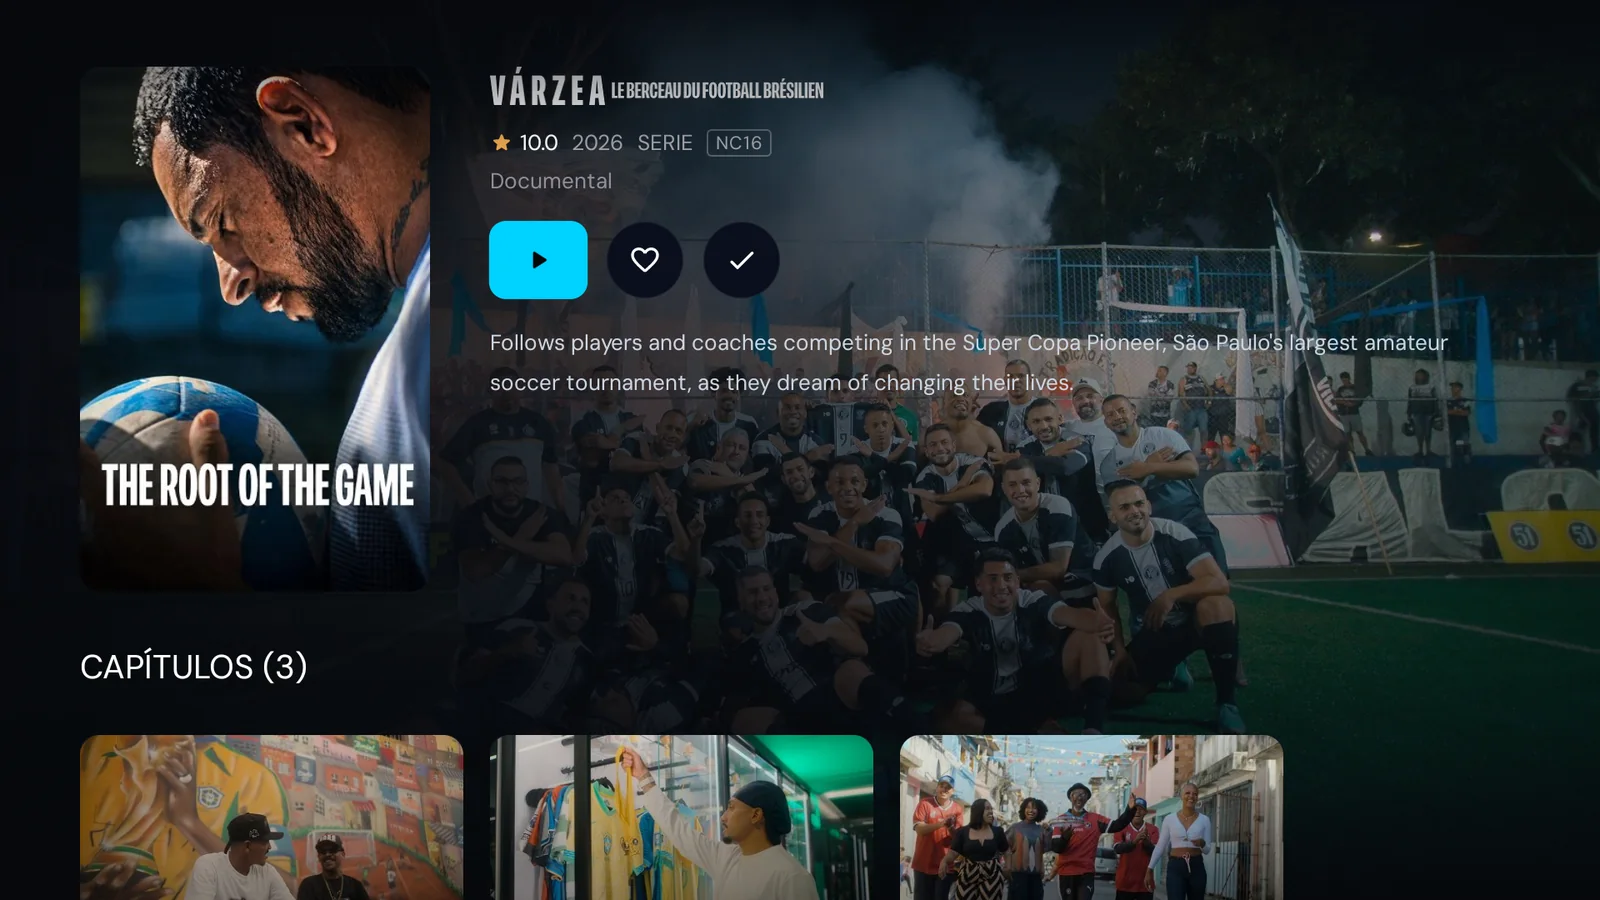 VÁRZEA LE BERCEAU DU FOOTBALL BRÉSILIEN
10.0 2026 SERIE NC16
Documental
Follows players and coaches competing in the Super Copa Pioneer, São Paulo's largest amateur
soccer tournament, as they dream of changing their lives.
THE ROOT OF THE GAME
51 51
CAPÍTULOS (3)